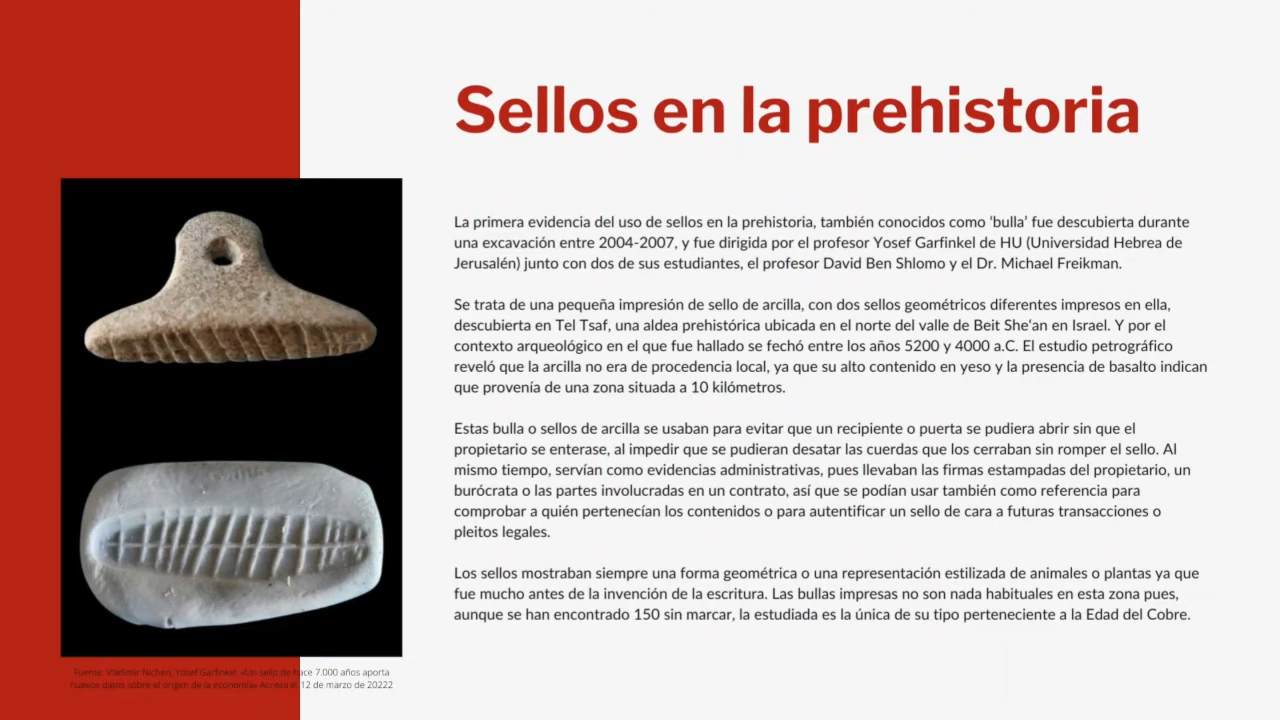 Sellos en la prehistoria
La primera evidencia del uso de sellos en la prehistoria, también conocidos como ‘bulla’ fue descubierta durante
una excavación entre 2004-2007, y fue dirigida por el profesor Yosef Garfinkel de HU (Universidad Hebrea de
Jerusalén) junto con dos de sus estudiantes, el profesor David Ben Shlomo y el Dr. Michael Freikman.
Se trata de una pequeña impresión de sello de arcilla, con dos sellos geométricos diferentes impresos en ella,
descubierta en Tel Tsaf, una aldea prehistórica ubicada en el norte del valle de Beit She‘an en Israel. Y por el
contexto arqueológico en el que fue hallado se fechó entre los años 5200 y 4000 a.C. El estudio petrográfico
reveló que la arcilla no era de procedencia local, ya que su alto contenido en yeso y la presencia de basalto indican
que provenía de una zona situada a 10 kilómetros.
Estas bulla o sellos de arcilla se usaban para evitar que un recipiente o puerta se pudiera abrir sin que el
propietario se enterase, al impedir que se pudieran desatar las cuerdas que los cerraban sin romper el sello. Al
mismo tiempo, servían como evidencias administrativas, pues llevaban las firmas estampadas del propietario, un
burócrata o las partes involucradas en un contrato, así que se podían usar también como referencia para
comprobar a quién pertenecían los contenidos o para autentificar un sello de cara a futuras transacciones o
pleitos legales.
Los sellos mostraban siempre una forma geométrica o una representación estilizada de animales o plantas ya que
fue mucho antes de la invención de la escritura. Las bullas impresas no son nada habituales en esta zona pues,
aunque se han encontrado 150 sin marcar, la estudiada es la única de su tipo perteneciente a la Edad del Cobre.
Fuente: Vladimir Nichen, Yosef Garfinkel. «Un sello de hace 7.000 años aporta
nuevos datos sobre el origen de la economía» Acceso el 12 de marzo de 20222